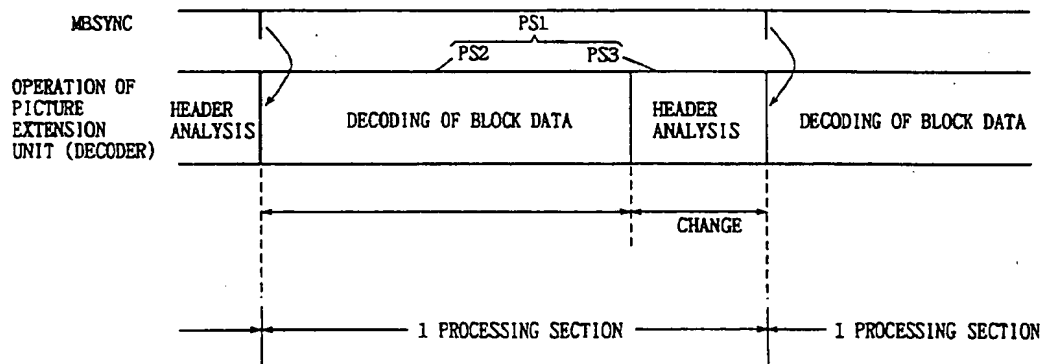 MBSYNC
PS1
PS2
PS3
OPERATION OF
PICTURE
EXTENSION
UNIT (DECODER)
HEADER
ANALYSIS
DECODING OF BLOCK DATA
HEADER
ANALYSIS
DECODING OF BLOCK DATA
CHANGE
1 PROCESSING SECTION
1 PROCESSING SECTION